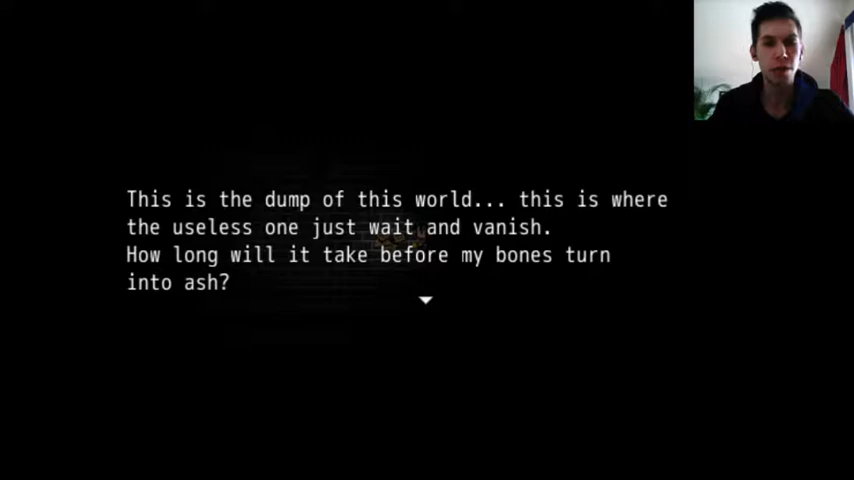 This is the dump of this world... this is where
the useless one just wait and vanish.
How long will it take before my bones turn
into ash?